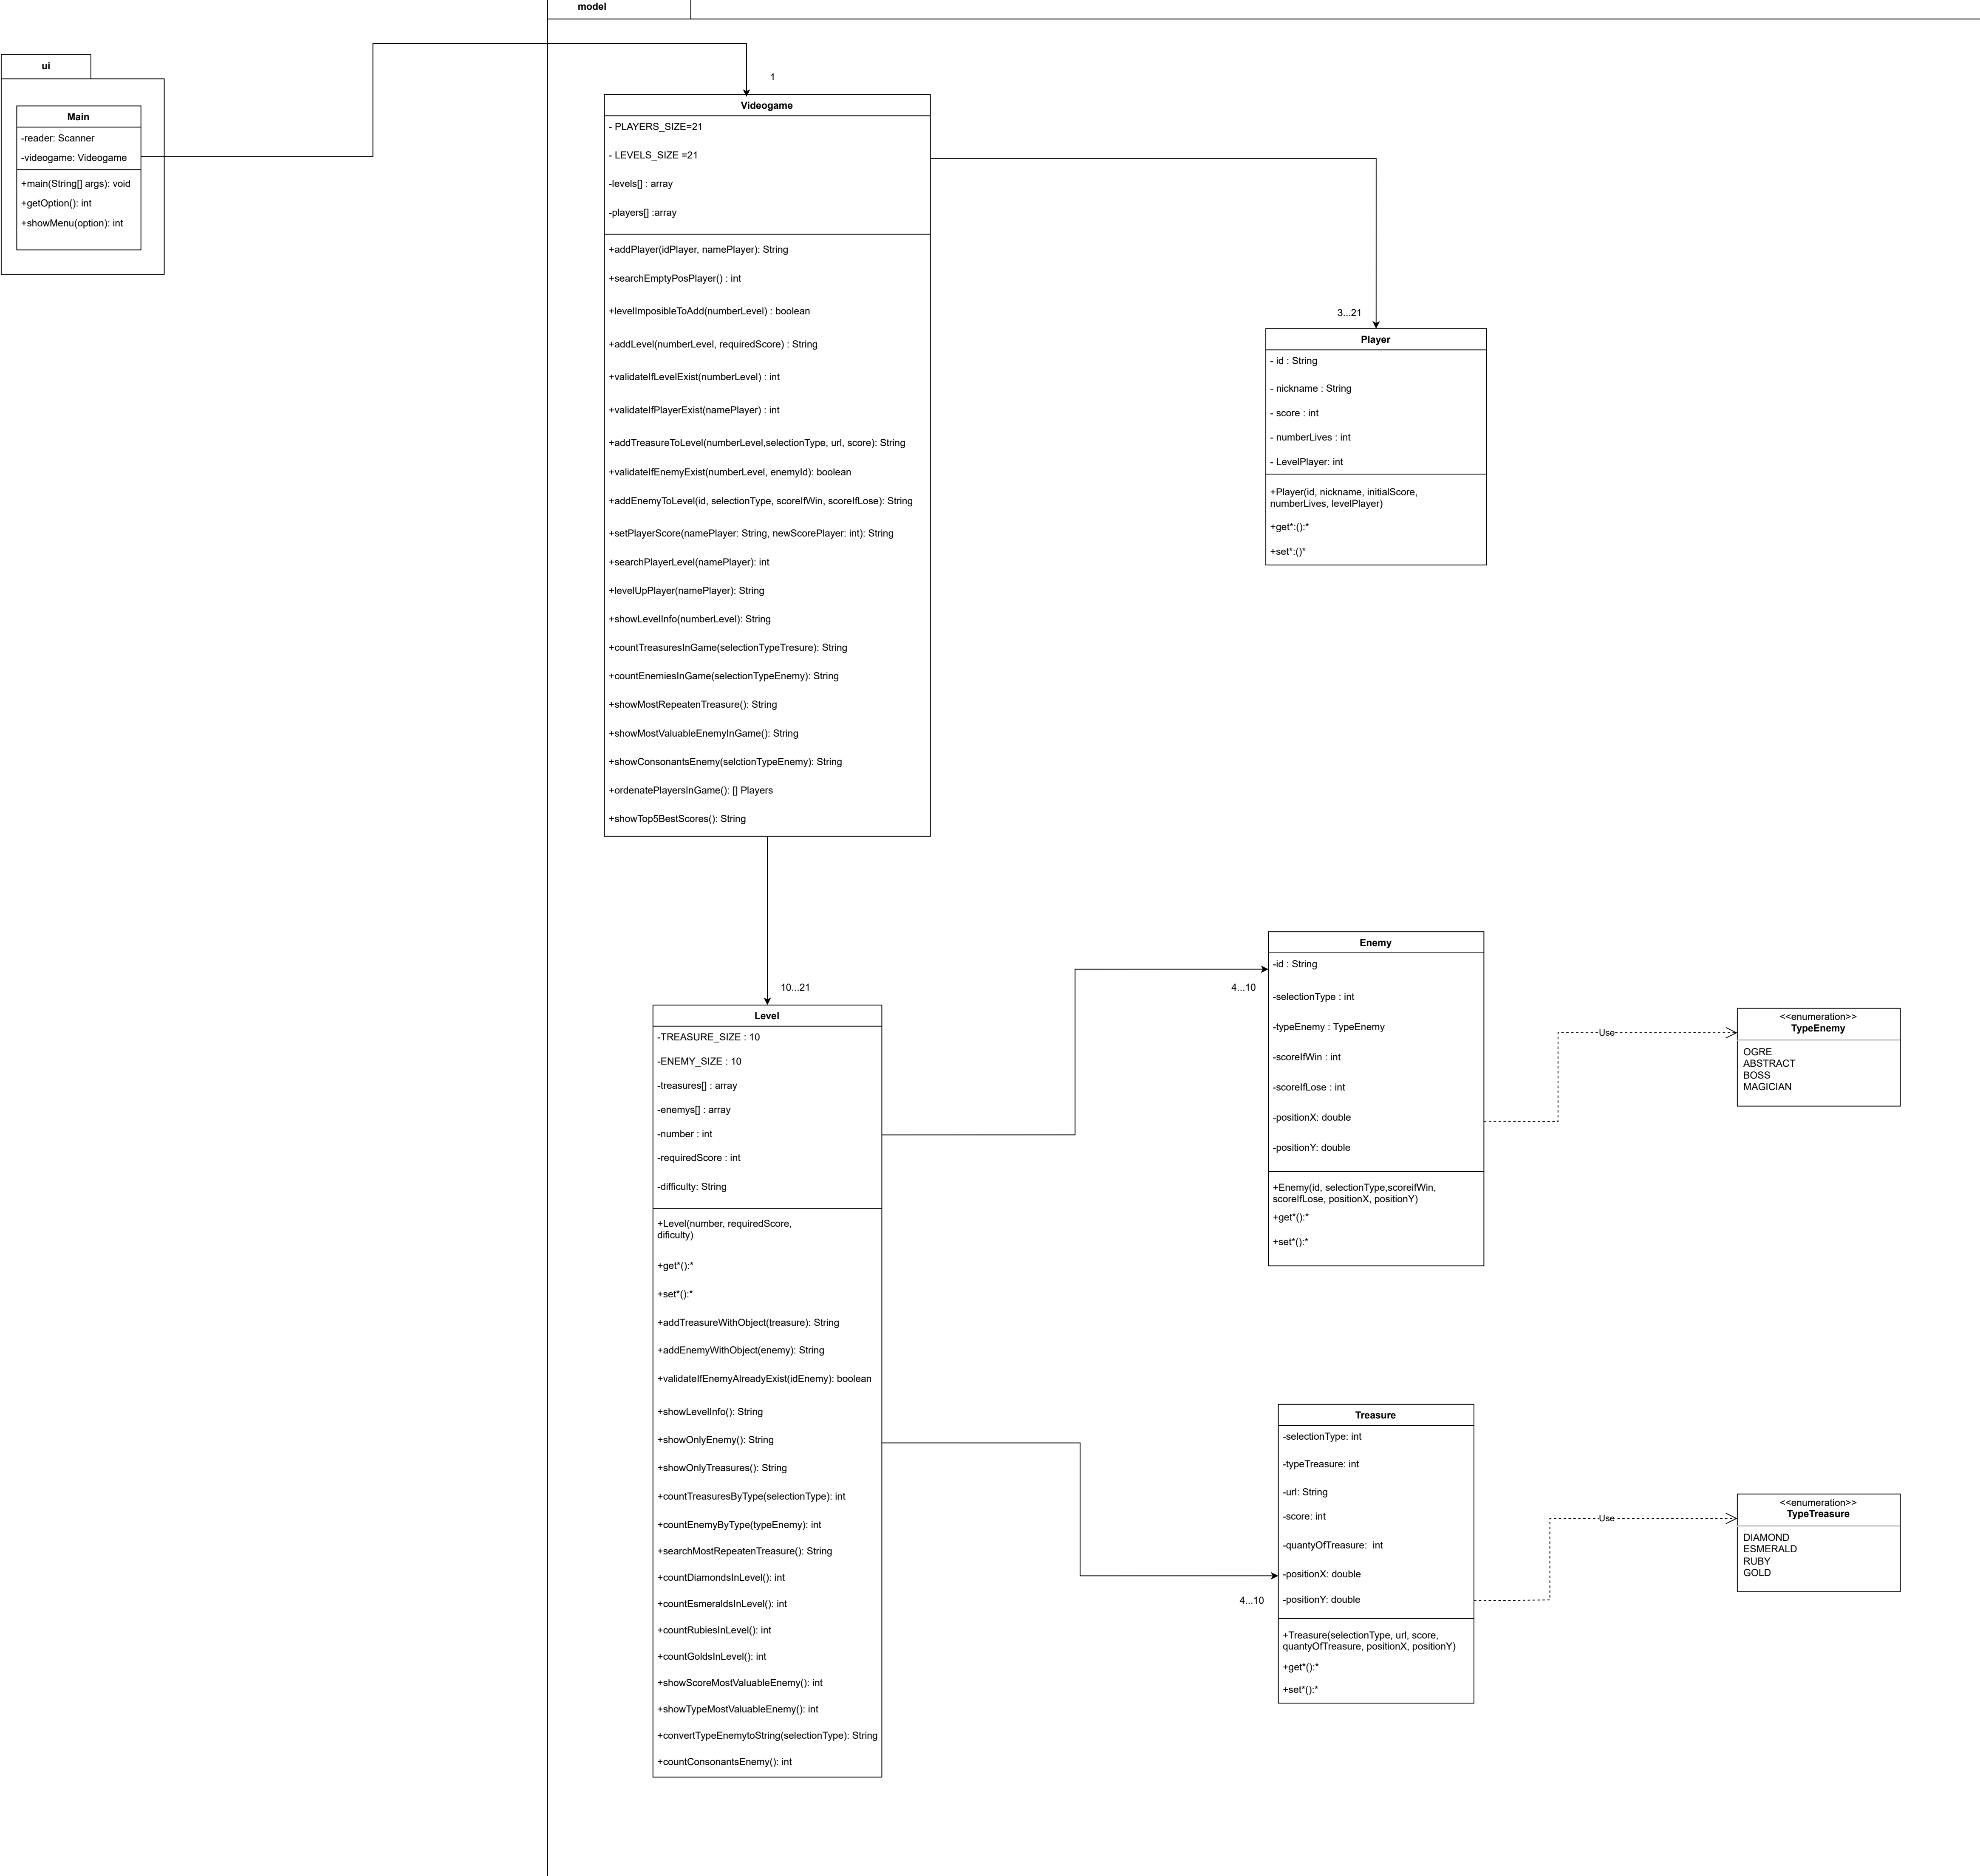 model
ui
Main
-reader: Scanner
-videogame: Videogame
+main(String[] args): void
+getOption(): int
+showMenu(option): int
1
Videogame
- PLAYERS_SIZE=21
- LEVELS_SIZE =21
-levels[] : array
-players[] :array
+addPlayer(idPlayer, namePlayer): String
+searchEmptyPosPlayer() : int
+levelImposibleToAdd(numberLevel) : boolean
+addLevel(numberLevel, requiredScore) : String
+validateIfLevelExist(numberLevel) : int
+validateIfPlayerExist(namePlayer) : int
+addTreasureToLevel(numberLevel,selectionType, url, score): String
+validateIfEnemyExist(numberLevel, enemyId): boolean
+addEnemyToLevel(id, selectionType, scoreIfWin, scoreIfLose): String
+setPlayerScore(namePlayer: String, newScorePlayer: int): String
+searchPlayerLevel(namePlayer): int
+levelUpPlayer(namePlayer): String
+showLevelInfo(numberLevel): String
+countTreasuresInGame(selectionTypeTresure): String
+countEnemiesInGame(selectionTypeEnemy): String
+showMostRepeatenTreasure(): String
+showMostValuableEnemyInGame(): String
+showConsonantsEnemy(selctionTypeEnemy): String
+ordenatePlayersInGame(): [] Players
+showTop5BestScores(): String
3...21
Player
- id : String
- nickname : String
- score : int
- numberLives : int
- LevelPlayer: int
+Player(id, nickname, initialScore,
numberLives, levelPlayer)
+get*:():*
+set*:()*
10...21
Level
-TREASURE_SIZE : 10
-ENEMY_SIZE : 10
-treasures[] : array
-enemys[] : array
-number : int
-requiredScore : int
-difficulty: String
+Level(number, requiredScore,
dificulty)
+get*():*
+set*():*
+addTreasureWithObject(treasure): String
+addEnemyWithObject(enemy): String
+validateIfEnemyAlreadyExist(idEnemy): boolean
+showLevelInfo(): String
+showOnlyEnemy(): String
+showOnlyTreasures(): String
+countTreasuresByType(selectionType): int
+countEnemyByType(typeEnemy): int
+searchMostRepeatenTreasure(): String
+countDiamondsInLevel(): int
+countEsmeraldsInLevel(): int
+countRubiesInLevel(): int
+countGoldsInLevel(): int
+showScoreMostValuableEnemy(): int
+showTypeMostValuableEnemy(): int
+convertTypeEnemytoString(selectionType): String
+countConsonantsEnemy(): int
4...10
Enemy
-id : String
-selectionType : int
-typeEnemy : TypeEnemy
-scoreIfWin : int
-scoreIfLose : int
-positionX: double
-positionY: double
+Enemy(id, selectionType,scoreifWin,
scoreIfLose, positionX, positionY)
+get*():*
+set*():*
Use
<<enumeration>>
TypeEnemy
OGRE
ABSTRACT
BOSS
MAGICIAN
4...10
Treasure
-selectionType: int
-typeTreasure: int
-url: String
-score: int
-quantyOfTreasure:  int
-positionX: double
-positionY: double
+Treasure(selectionType, url, score,
quantyOfTreasure, positionX, positionY)
+get*():*
+set*():*
Use
<<enumeration>>
TypeTreasure
DIAMOND
ESMERALD
RUBY
GOLD